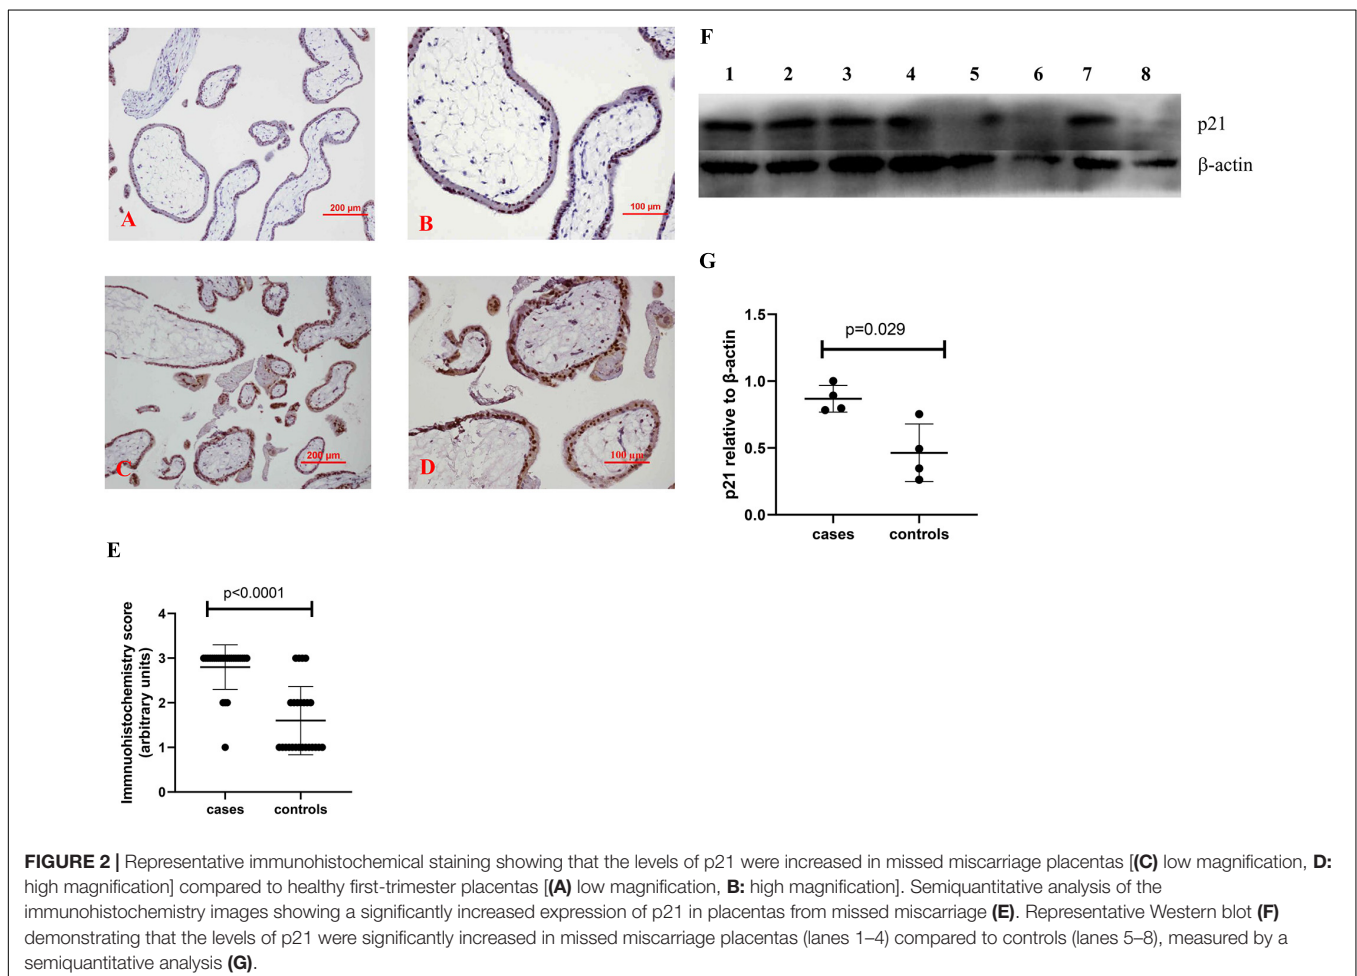 A
200 µm
B
100 µm
C
200 µm
D
100 µm
E
p<0.0001
Immnuohistochemistry score
(arbitrary units)
4
3
2
1
0
cases
controls
F
1 2 3 4 5 6 7 8
p21
β-actin
G
p=0.029
p21 relative to β-actin
1.5
1.0
0.5
0.0
cases
controls
FIGURE 2 | Representative immunohistochemical staining showing that the levels of p21 were increased in missed miscarriage placentas [(C) low magnification, D:
high magnification] compared to healthy first-trimester placentas [(A) low magnification, B: high magnification]. Semiquantitative analysis of the
immunohistochemistry images showing a significantly increased expression of p21 in placentas from missed miscarriage (E). Representative Western blot (F)
demonstrating that the levels of p21 were significantly increased in missed miscarriage placentas (lanes 1–4) compared to controls (lanes 5–8), measured by a
semiquantitative analysis (G).